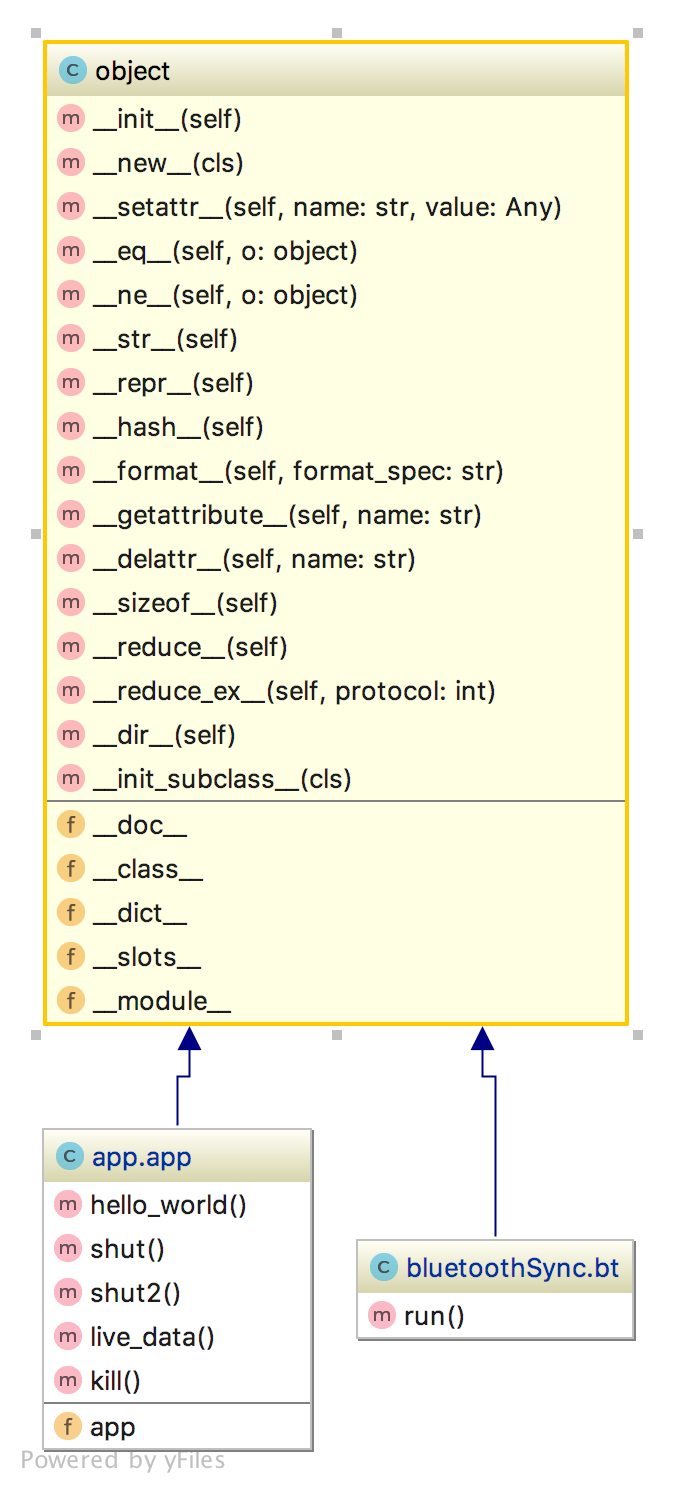 C object
m __init__(self)
m __new__(cls)
m __setattr__(self, name: str, value: Any)
m __eq__(self, o: object)
m __ne__(self, o: object)
m __str__(self)
m __repr__(self)
m __hash__(self)
m __format__(self, format_spec: str)
m __getattribute__(self, name: str)
m __delattr__(self, name: str)
m __sizeof__(self)
m __reduce__(self)
m __reduce_ex__(self, protocol: int)
m __dir__(self)
m __init_subclass__(cls)
f __doc__
f __class__
f __dict__
f __slots__
f __module__
C app.app
m hello_world()
m shut()
m shut2()
m live_data()
m kill()
f app
C bluetoothSync.bt
m run()
Powered by yFiles